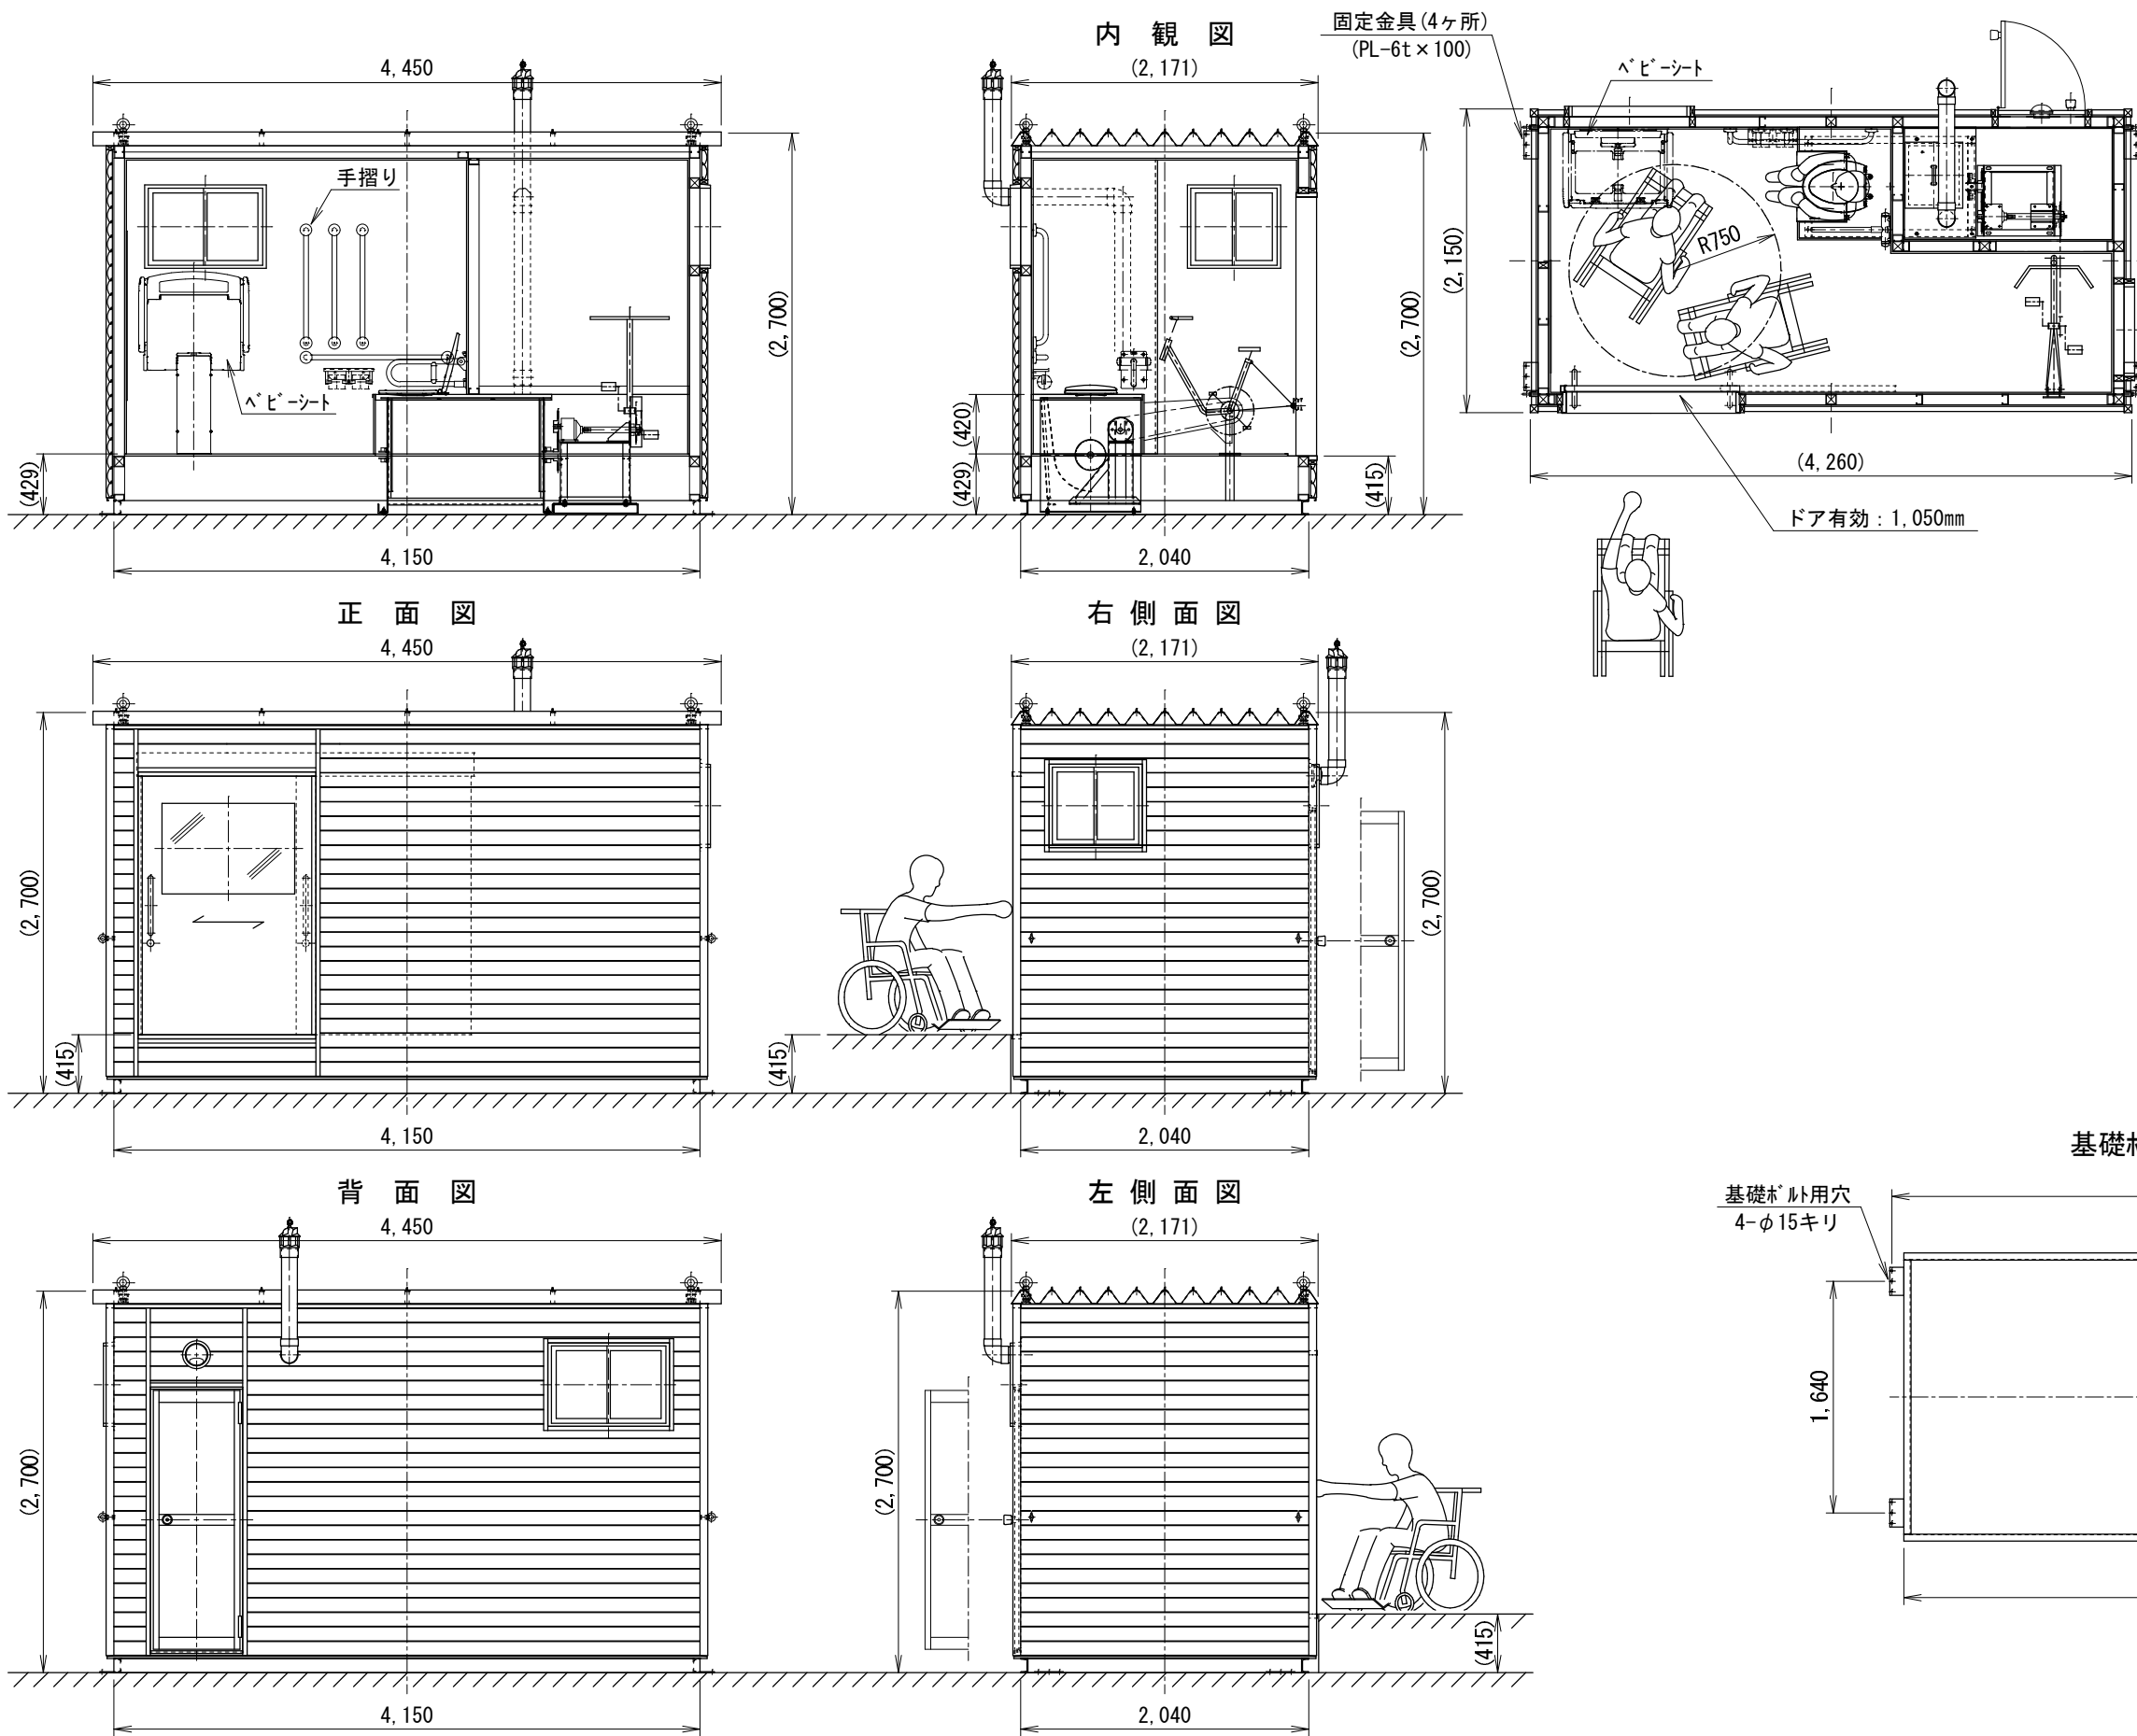 内観図
4,450
(2,171)
固定金具(4ヶ所)
(PL-6t×100)
ﾍﾞﾋﾞｰｼｰﾄ
手摺り
ﾍﾞﾋﾞｰｼｰﾄ
(2,700)
(2,700)
(429)
(420)
(429)
(415)
4,150
2,040
R750
(2,150)
(4,260)
ドア有効：1,050mm
正面図
右側面図
4,450
(2,171)
(2,700)
(2,700)
(415)
(415)
4,150
2,040
背面図
左側面図
4,450
(2,171)
(2,700)
(2,700)
(415)
4,150
2,040
基礎
基礎ﾎﾞﾙﾄ用穴
4-φ15キリ
1,640